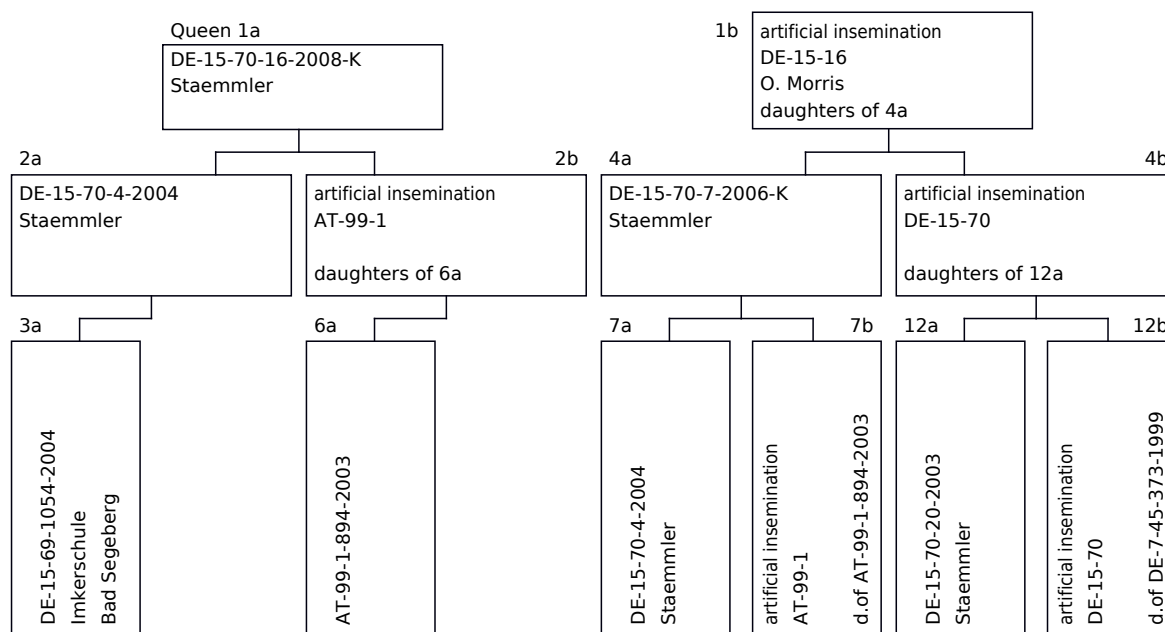 Queen 1a
DE-15-70-16-2008-K
Staemmler
1b
artificial insemination
DE-15-16
O. Morris
daughters of 4a
2a
DE-15-70-4-2004
Staemmler
2b
artificial insemination
AT-99-1
daughters of 6a
4a
DE-15-70-7-2006-K
Staemmler
4b
artificial insemination
DE-15-70
daughters of 12a
3a
DE-15-69-1054-2004
Imkerschule
Bad Segeberg
6a
AT-99-1-894-2003
7a
DE-15-70-4-2004
Staemmler
7b
artificial insemination
AT-99-1
d.of AT-99-1-894-2003
12a
DE-15-70-20-2003
Staemmler
12b
artificial insemination
DE-15-70
d.of DE-7-45-373-1999